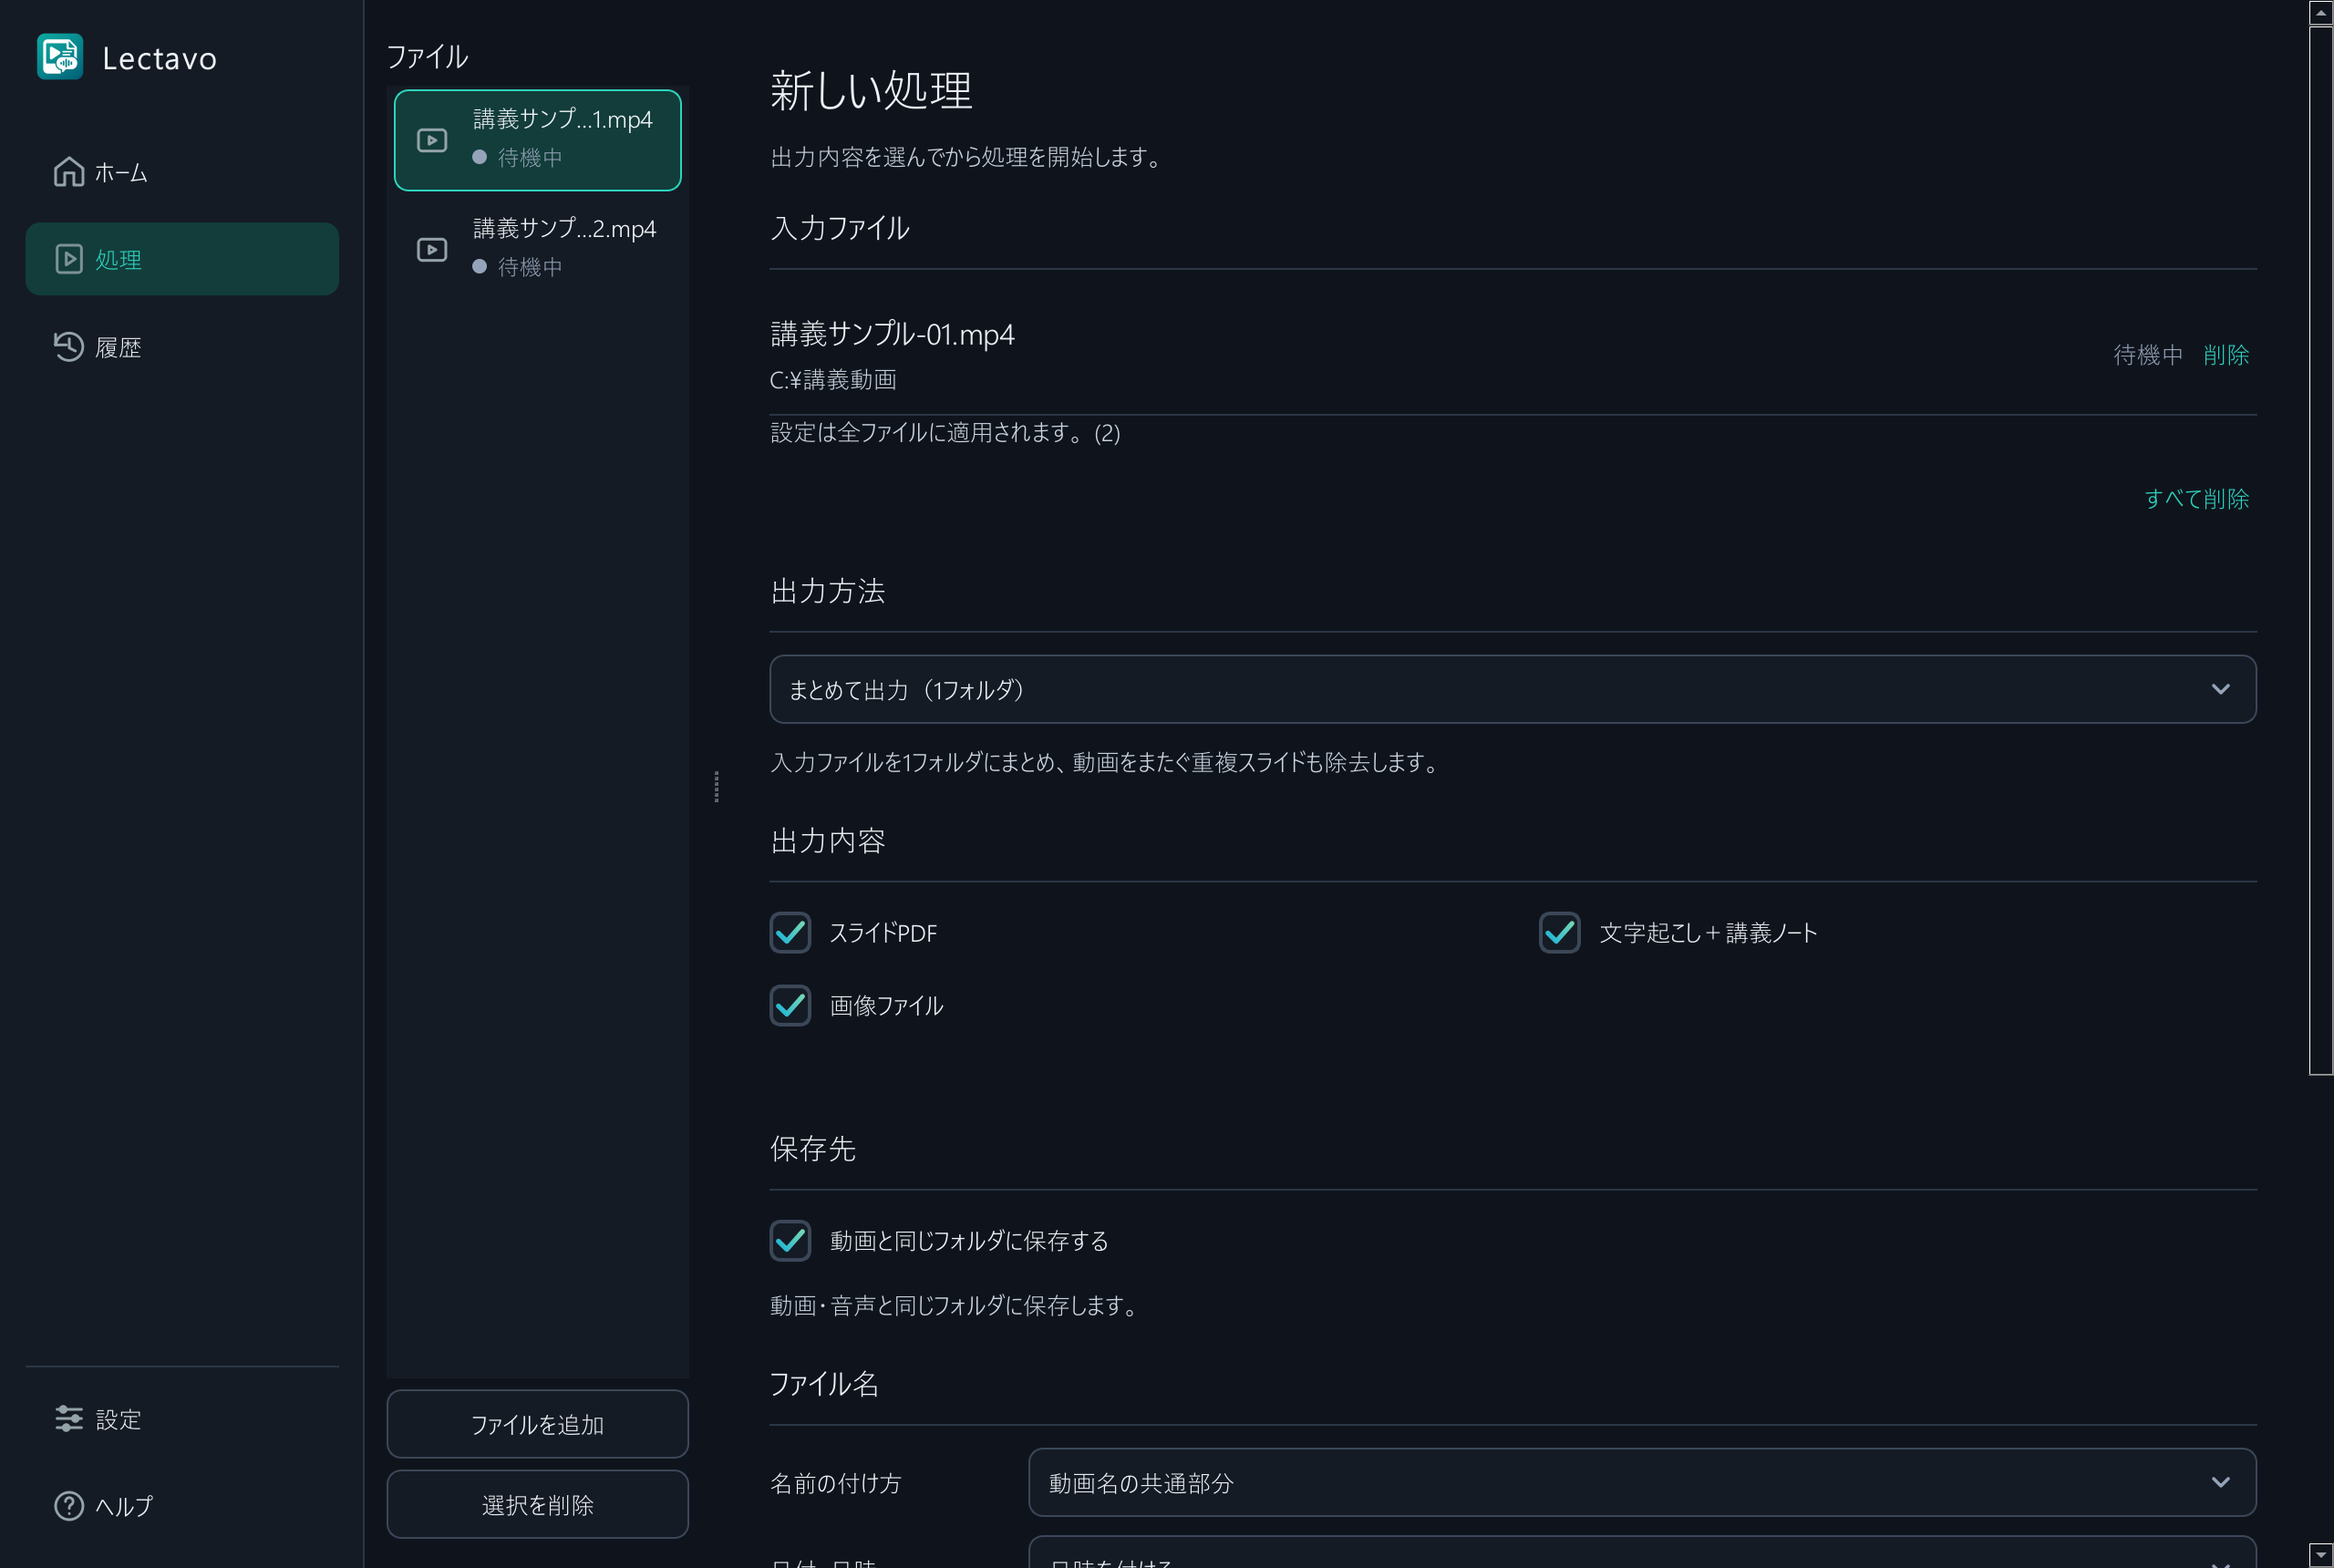 Lectavo
ホーム
処理
履歴
設定
ヘルプ
ファイル
講義サンプ...1.mp4
待機中
講義サンプ...2.mp4
待機中
ファイルを追加
選択を削除
新しい処理
出力内容を選んでから処理を開始します。
入力ファイル
講義サンプル-01.mp4
C:¥講義動画
待機中 削除
設定は全ファイルに適用されます。(2)
すべて削除
出力方法
まとめて出力（1フォルダ）
入力ファイルを1フォルダにまとめ、動画をまたぐ重複スライドも除去します。
出力内容
スライドPDF
文字起こし＋講義ノート
画像ファイル
保存先
動画と同じフォルダに保存する
動画・音声と同じフォルダに保存します。
ファイル名
名前の付け方
動画名の共通部分
日付・日時
日時を付ける